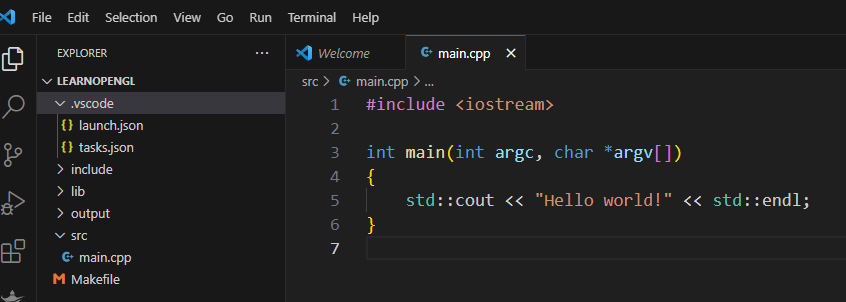 File Edit Selection View Go Run Terminal Help
EXPLORER ...
LEARNOPENGL
.vscode
{} launch.json
{} tasks.json
include
lib
output
src
main.cpp
M Makefile
Welcome main.cpp
src > main.cpp > ...
1 #include <iostream>
2
3 int main(int argc, char *argv[])
4 {
5     std::cout << "Hello world!" << std::endl;
6 }
7